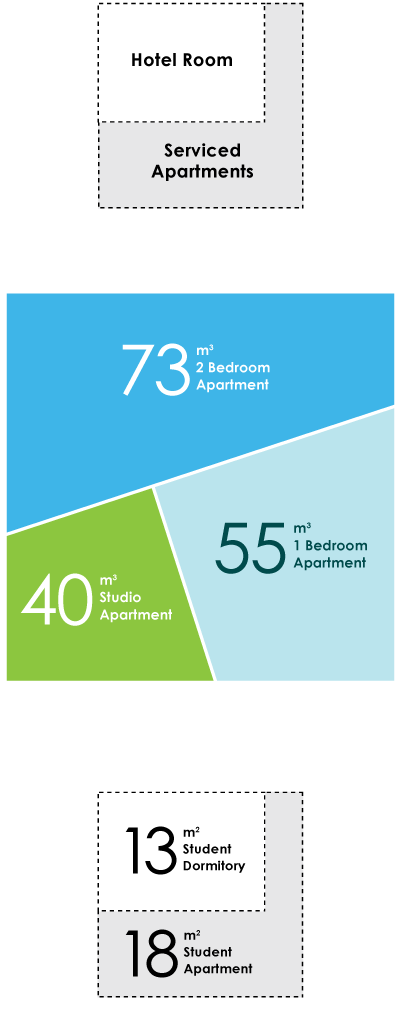 Hotel Room
Serviced
Apartments
73 m³
2 Bedroom
Apartment
55 m³
1 Bedroom
Apartment
40 m³
Studio
Apartment
13 m²
Student
Dormitory
18 m²
Student
Apartment